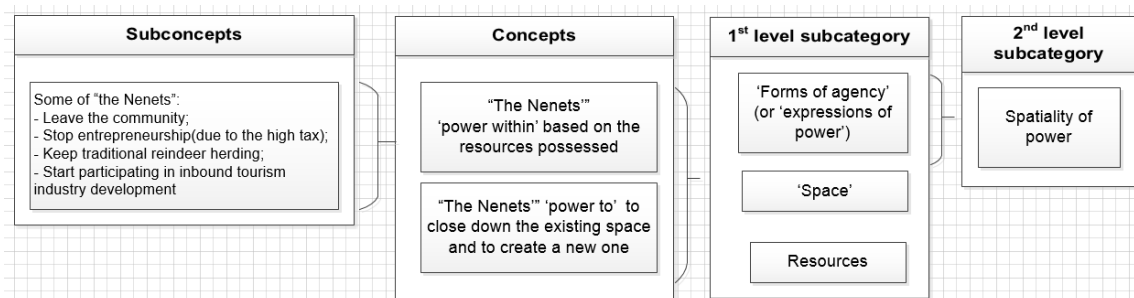 Subconcepts
Some of "the Nenets":
- Leave the community;
- Stop entrepreneurship(due to the high tax);
- Keep traditional reindeer herding;
- Start participating in inbound tourism
industry development
Concepts
"The Nenets'"
'power within' based on the
resources possessed
"The Nenets'" 'power to' to
close down the existing space
and to create a new one
1st level subcategory
'Forms of agency'
(or 'expressions of
power')
'Space'
Resources
2nd level
subcategory
Spatiality of
power